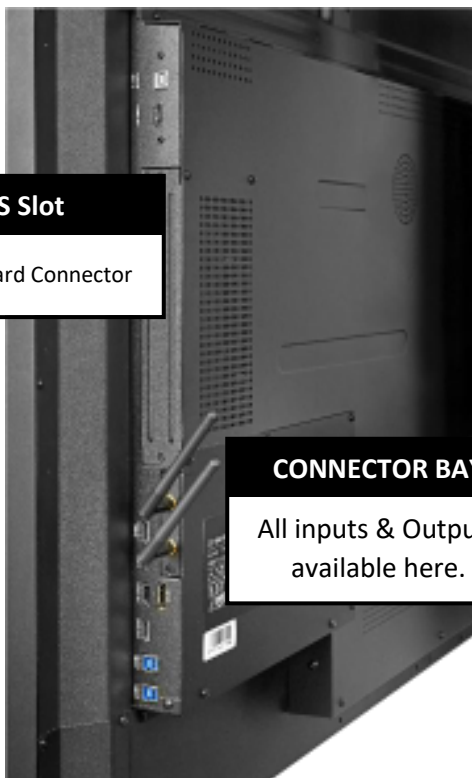 S Slot
ard Connector
CONNECTOR BAY
All inputs & Outpu
available here.